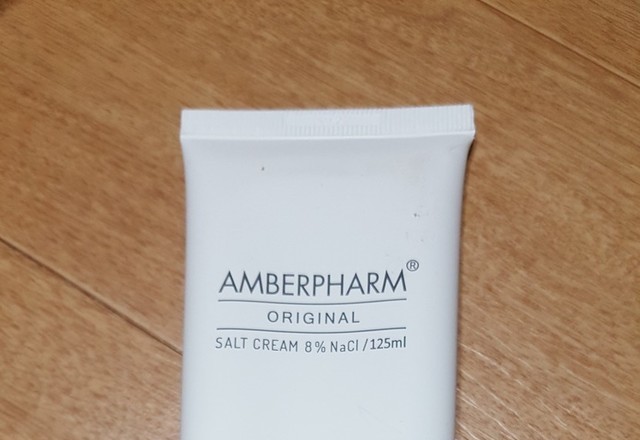 AMBERPHARM®
ORIGINAL
SALT CREAM 8% NaCl /125ml